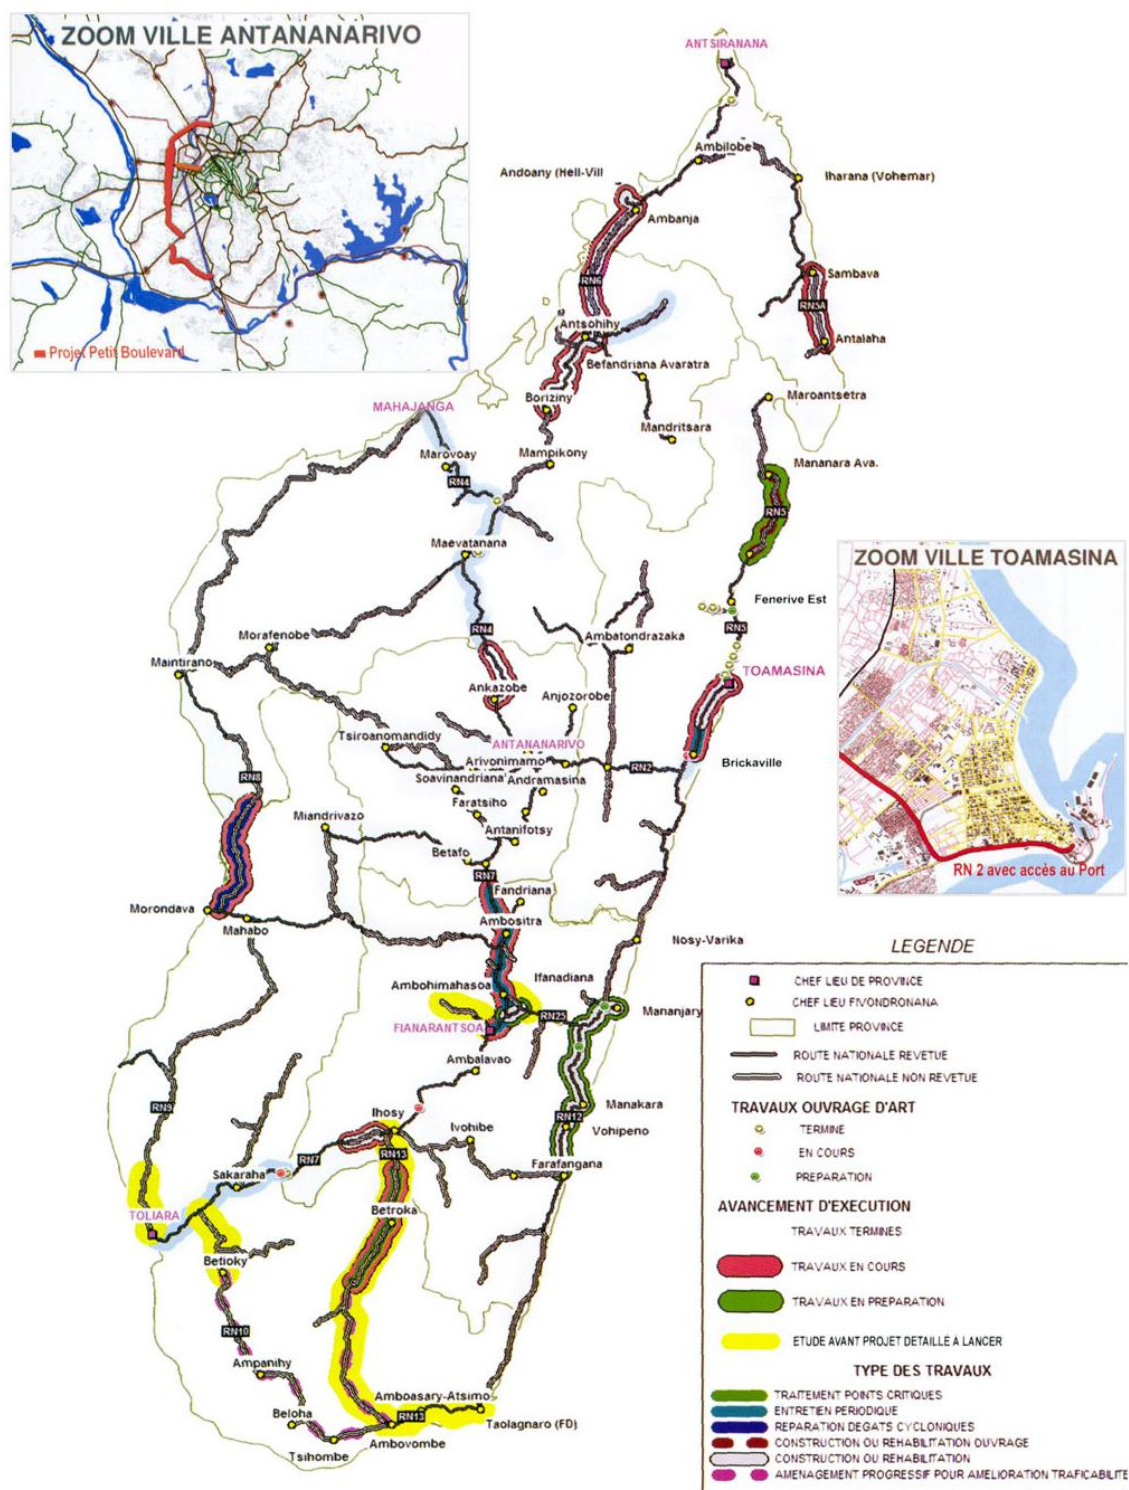 ZOOM VILLE ANTANANARIVO
Projet Petit Boulevard
ANTSIRANANA
Ambilobe
Andoany (Hell-Vill
Iharana (Vohemar)
Ambanja
Sambava
RN6
RN5A
Antsohihy
Antalaha
Befandriana Avaratra
Boriziny
Maroantsetra
MAHAJANGA
Mandritsara
Marovoay
Mampikony
Mananara Ava.
RN4
RN5
Maevatanana
ZOOM VILLE TOAMASINA
RN 2 avec accès au Port
Fenerive Est
RN4
RN5
Morafenobe
Ambatondrazaka
Maintirano
TOAMASINA
Ankazobe
Anjozorobe
Tsiroanomandidy
ANTANANARIVO
Arivonimamo
RN2
Brickaville
RN8
Soavinandriana
Andramasina
Faratsiho
Miandrivazo
Antanifotsy
Betafo
RN7
Fandriana
Morondava
Ambositra
Mahabo
Nosy-Varika
Ifanadiana
Ambohimahasoa
Mananjary
RN25
FIANARANTSOA
Ambalavao
RN9
Manakara
Ihosy
RN12
Ivohibe
Vohipeno
RN7
RN13
Sakaraha
Farafangana
TOLIARA
Betroka
Betioky
RN10
Ampanihy
Amboasary-Atsimo
Beloha
RN13
Taolagnaro (FD)
Ambovombe
Tsihombe
LEGENDE
CHEF LIEU DE PROVINCE
CHEF LIEU FIVONDRONANA
LIMITE PROVINCE
ROUTE NATIONALE REVETUE
ROUTE NATIONALE NON REVETUE
TRAVAUX OUVRAGE D'ART
TERMINE
EN COURS
PREPARATION
AVANCEMENT D'EXECUTION
TRAVAUX TERMINES
TRAVAUX EN COURS
TRAVAUX EN PREPARATION
ETUDE AVANT PROJET DETAILLE A LANCER
TYPE DES TRAVAUX
TRAITEMENT POINTS CRITIQUES
ENTRETIEN PERIODIQUE
REPARATION DEGATS CYCLONIQUES
CONSTRUCTION OU REHABILITATION OUVRAGE
CONSTRUCTION OU REHABILITATION
AMENAGEMENT PROGRESSIF POUR AMELIORATION TRAFICABILITE